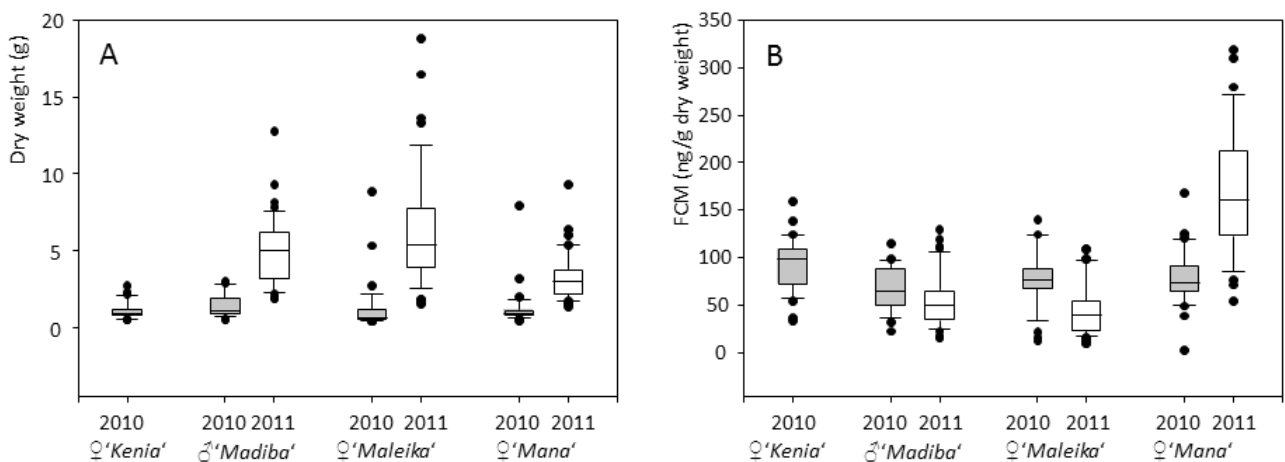 A
Dry weight (g)
20
15
10
5
0
2010 2010 2011 2010 2011 2010 2011
♀‘Kenia‘ ♂‘Madiba‘ ♀‘Maleika‘ ♀‘Mana‘
B
FCM (ng/g dry weight)
350
300
250
200
150
100
50
0
2010 2010 2011 2010 2011 2010 2011
♀‘Kenia‘ ♂‘Madiba‘ ♀‘Maleika‘ ♀‘Mana‘